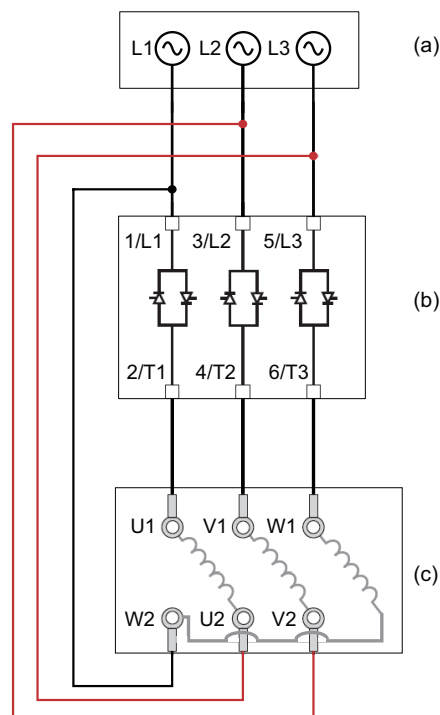 L1 L2 L3 (a)
1/L1 3/L2 5/L3
(b)
2/T1 4/T2 6/T3
U1 V1 W1
(c)
W2 U2 V2